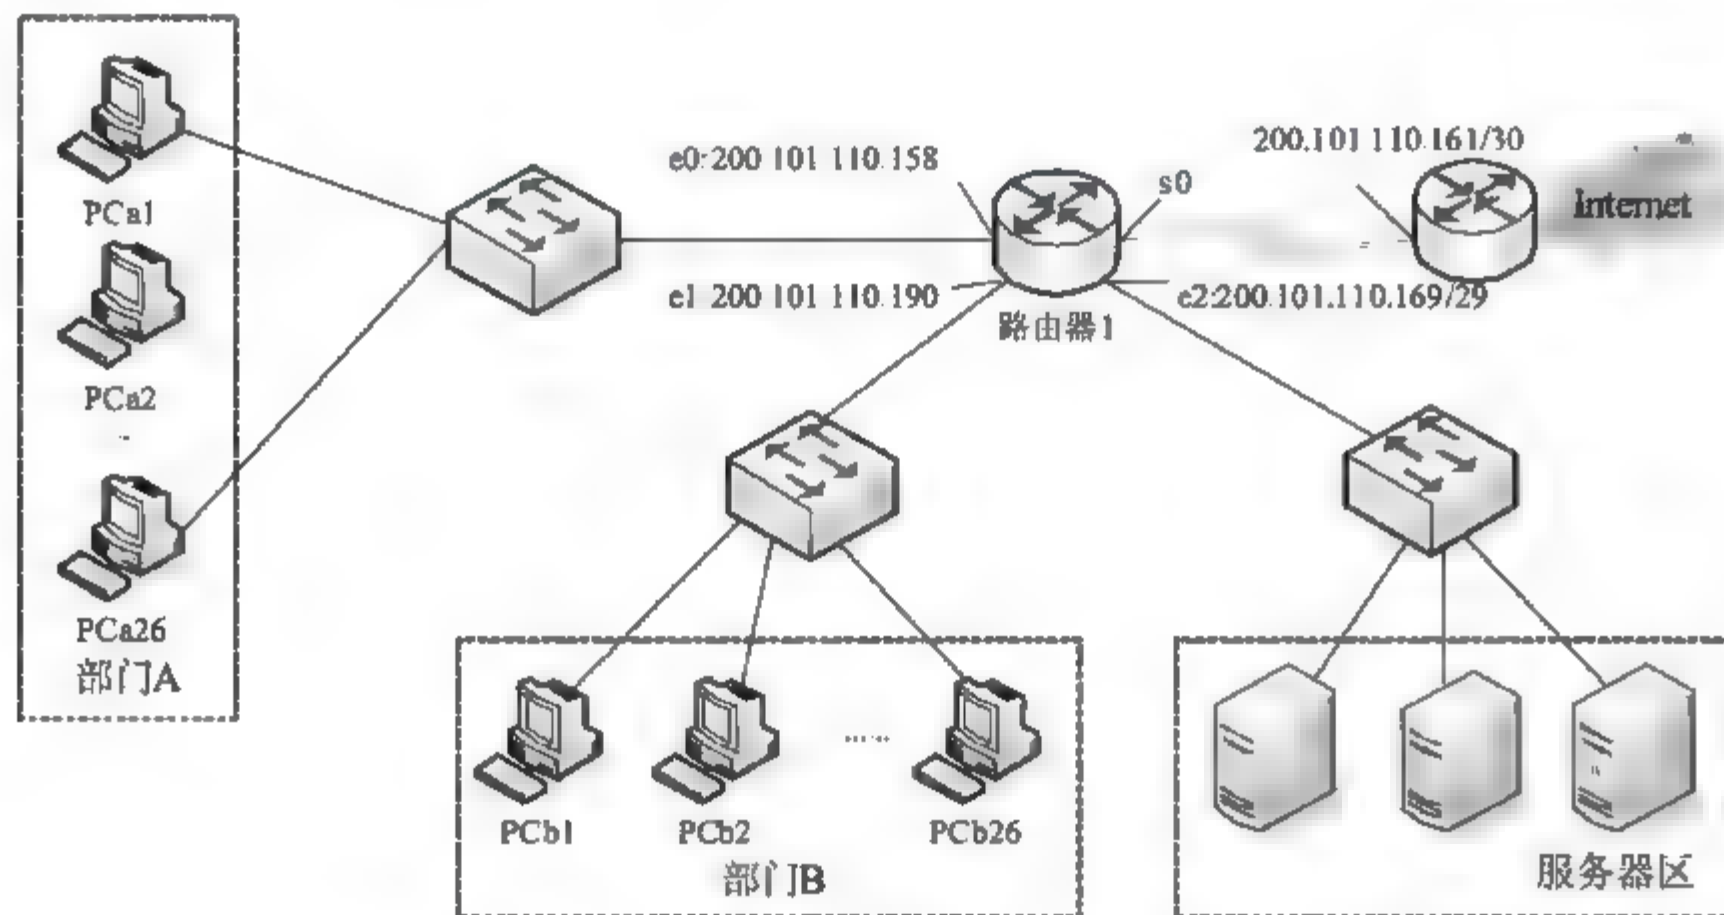 PCa1
PCa2
PCa26
部门A
e0:200 101 110.158
e1 200 101 110.190
路由器1
s0
200.101 110.161/30
Internet
e2:200.101.110.169/29
PCb1
PCb2
......
PCb26
部门B
服务器区